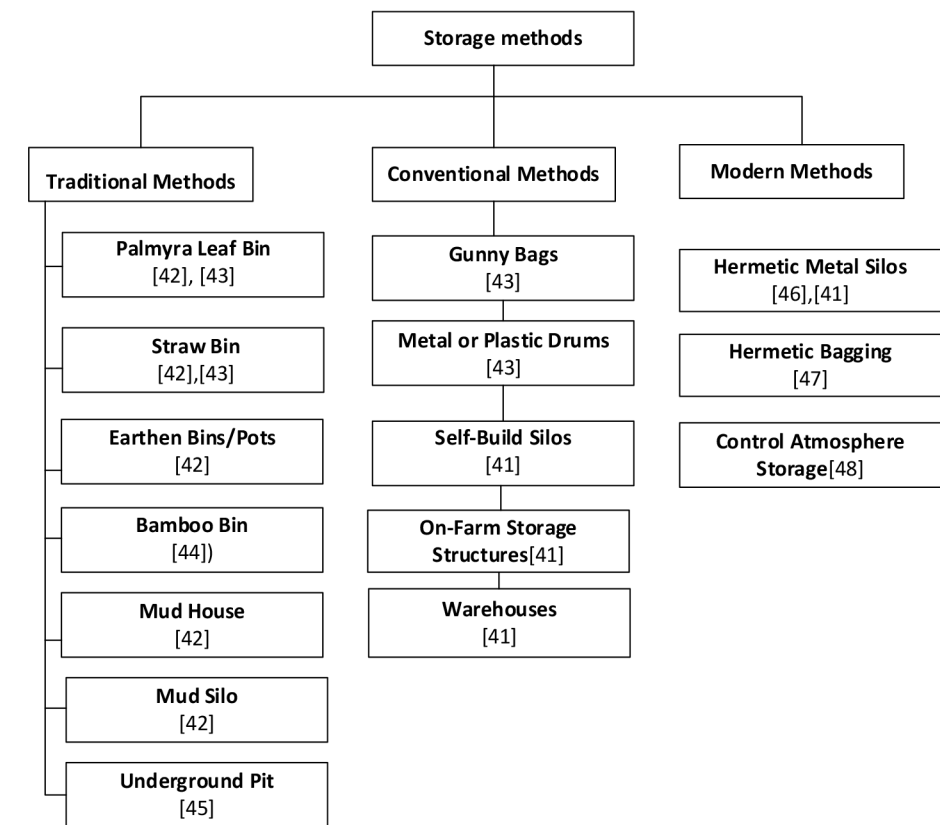 Storage methods
Traditional Methods
Palmyra Leaf Bin
[42], [43]
Straw Bin
[42],[43]
Earthen Bins/Pots
[42]
Bamboo Bin
[44])
Mud House
[42]
Mud Silo
[42]
Underground Pit
[45]
Conventional Methods
Gunny Bags
[43]
Metal or Plastic Drums
[43]
Self-Build Silos
[41]
On-Farm Storage
Structures[41]
Warehouses
[41]
Modern Methods
Hermetic Metal Silos
[46],[41]
Hermetic Bagging
[47]
Control Atmosphere
Storage[48]